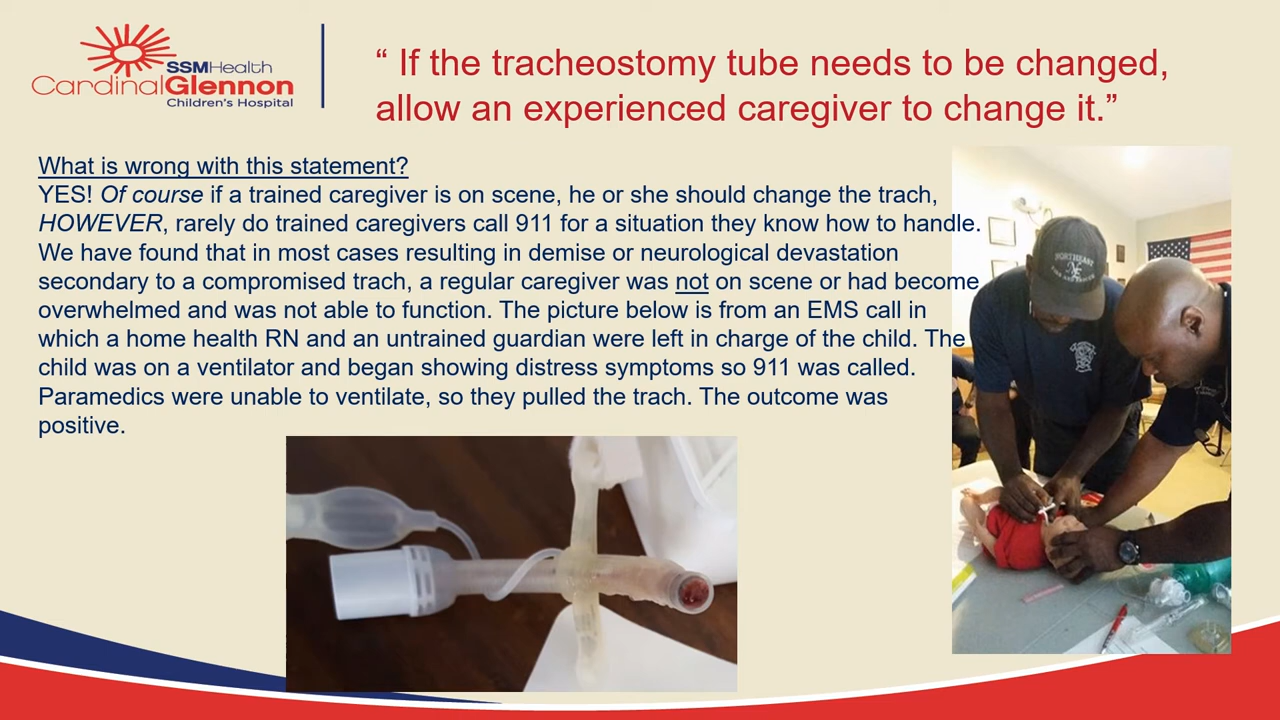 SSMHealth
CardinalGlennon
Children's Hospital
“ If the tracheostomy tube needs to be changed,
allow an experienced caregiver to change it.”
What is wrong with this statement?
YES! Of course if a trained caregiver is on scene, he or she should change the trach,
HOWEVER, rarely do trained caregivers call 911 for a situation they know how to handle.
We have found that in most cases resulting in demise or neurological devastation
secondary to a compromised trach, a regular caregiver was not on scene or had become
overwhelmed and was not able to function. The picture below is from an EMS call in
which a home health RN and an untrained guardian were left in charge of the child. The
child was on a ventilator and began showing distress symptoms so 911 was called.
Paramedics were unable to ventilate, so they pulled the trach. The outcome was
positive.
NORTHEAST